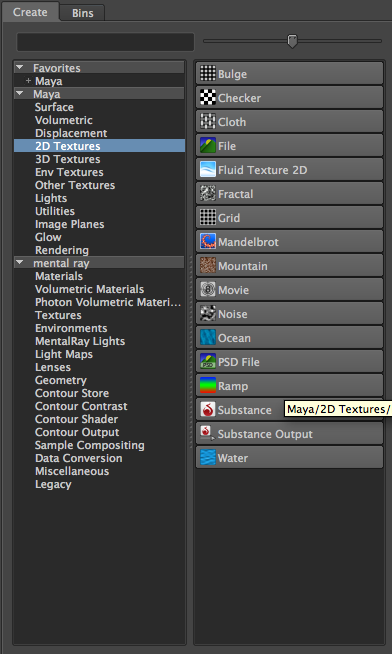 Create Bins
Favorites
+ Maya
Maya
Surface
Volumetric
Displacement
2D Textures
3D Textures
Env Textures
Other Textures
Lights
Utilities
Image Planes
Glow
Rendering
mental ray
Materials
Volumetric Materials
Photon Volumetric Materi...
Textures
Environments
MentalRay Lights
Light Maps
Lenses
Geometry
Contour Store
Contour Contrast
Contour Shader
Contour Output
Sample Compositing
Data Conversion
Miscellaneous
Legacy
Bulge
Checker
Cloth
File
Fluid Texture 2D
Fractal
Grid
Mandelbrot
Mountain
Movie
Noise
Ocean
PSD File
Ramp
Substance
Maya/2D Textures/
Substance Output
Water